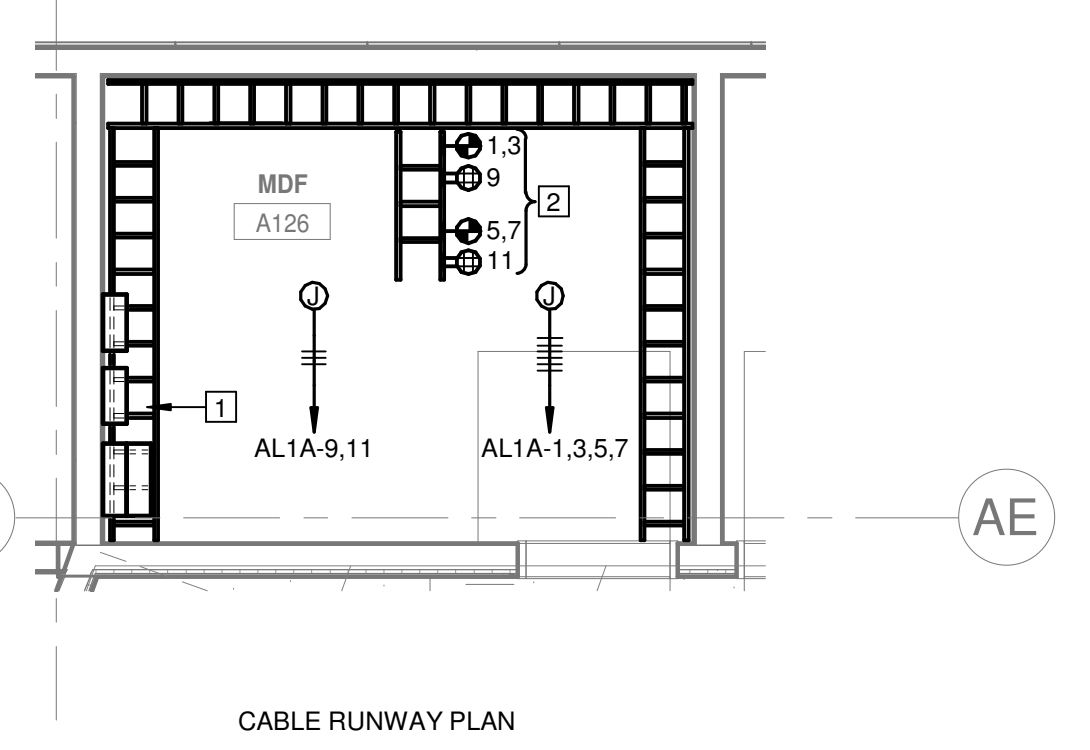 1,3
9
MDF
2
A126
5,7
11
J
J
1
AL1A-9,11
AL1A-1,3,5,7
AE
CABLE RUNWAY PLAN